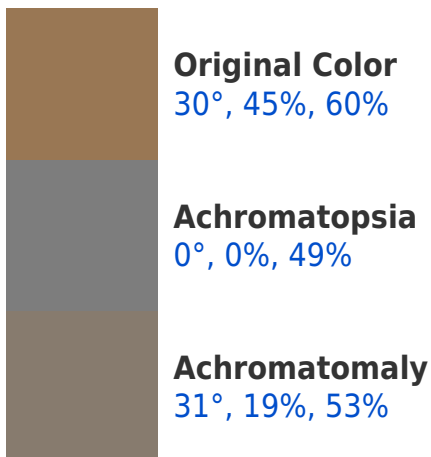 Original Color
30°, 45%, 60%
Achromatopsia
0°, 0%, 49%
Achromatomaly
31°, 19%, 53%